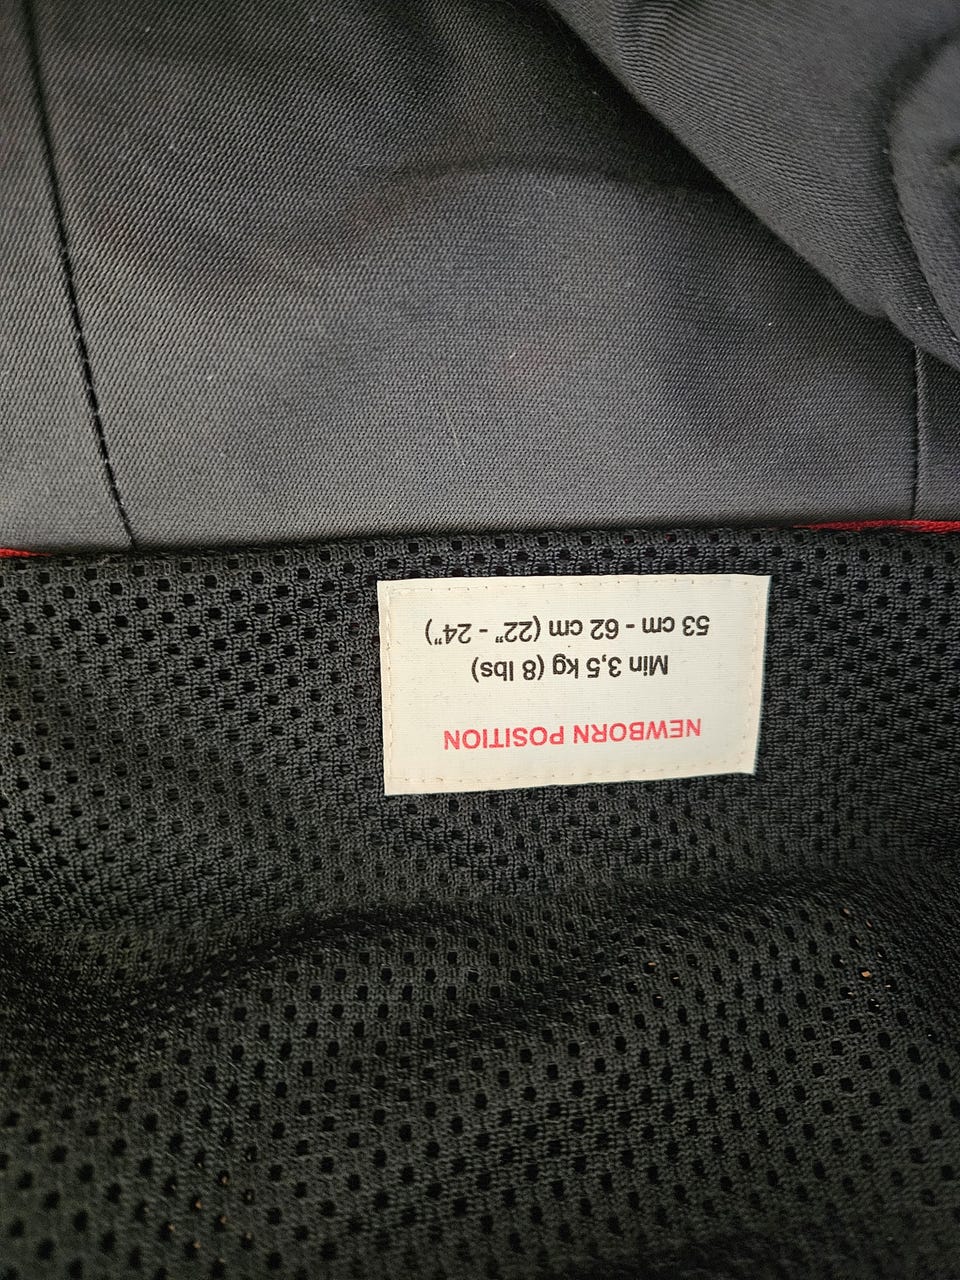 NEWBORN POSITION
Min 3,5 kg (8 lbs)
53 cm - 62 cm (22" - 24")